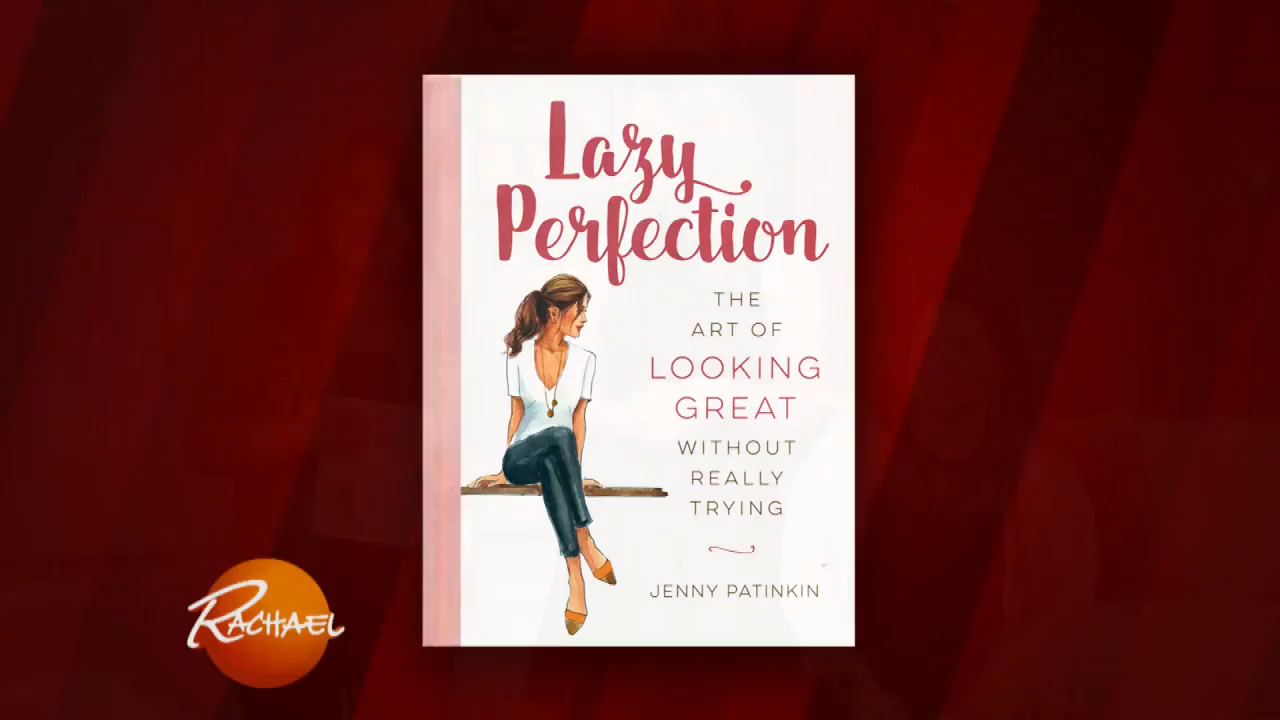 Lazy
Perfection
THE
ART OF
LOOKING
GREAT
WITHOUT
REALLY
TRYING
JENNY PATINKIN
RACHAEL